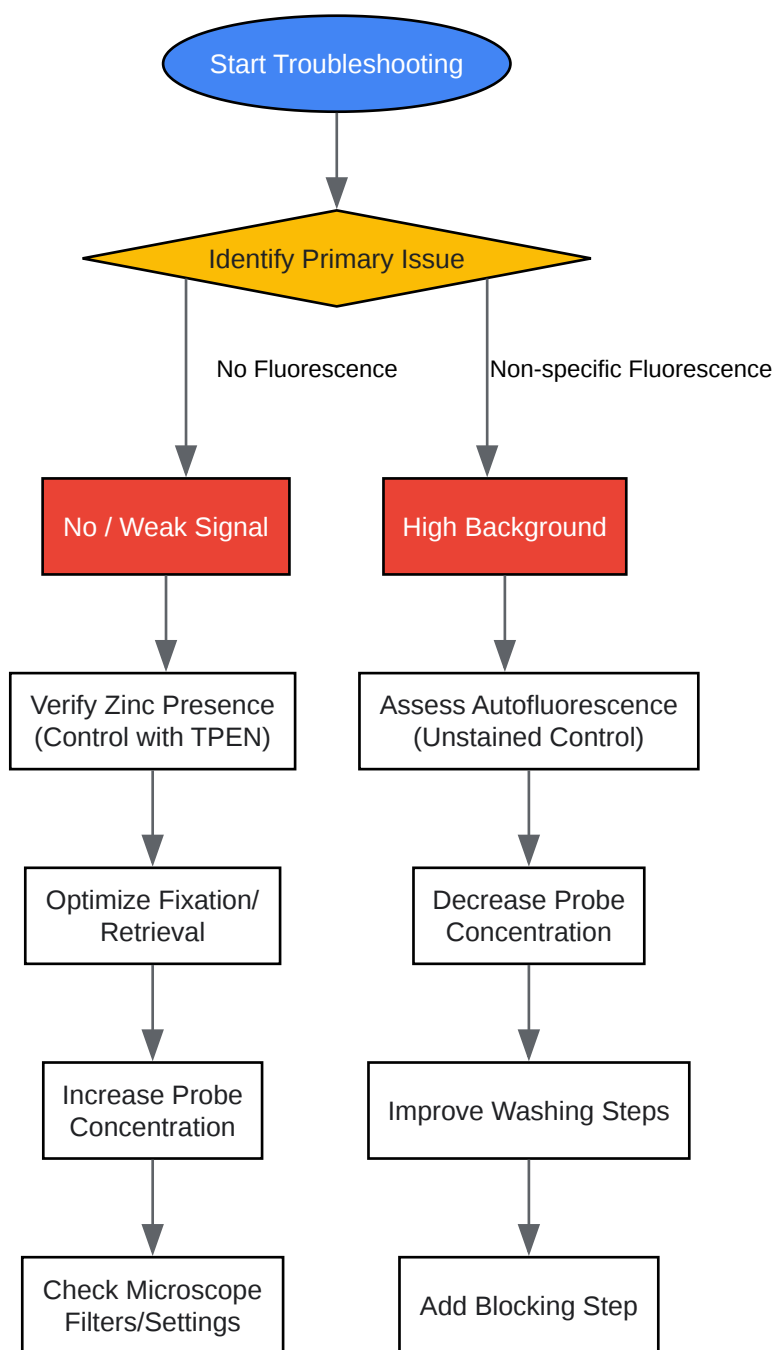 Start Troubleshooting
Identify Primary Issue
No Fluorescence
Non-specific Fluorescence
No / Weak Signal
High Background
Verify Zinc Presence
(Control with TPEN)
Assess Autofluorescence
(Unstained Control)
Optimize Fixation/
Retrieval
Decrease Probe
Concentration
Increase Probe
Concentration
Improve Washing Steps
Check Microscope
Filters/Settings
Add Blocking Step